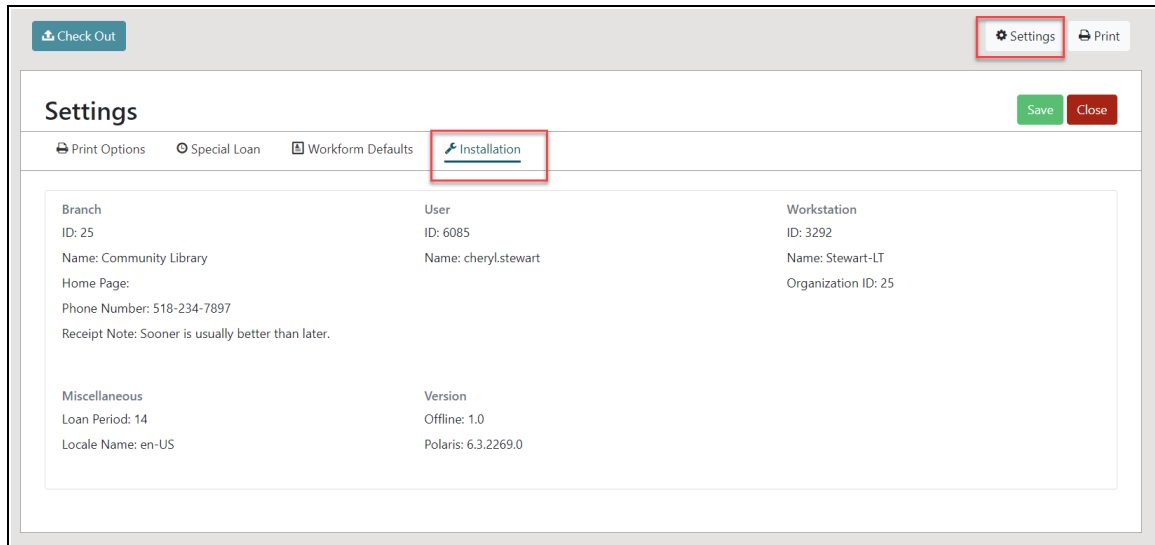 Check Out
Settings Print
Settings
Save Close
Print Options Special Loan Workform Defaults Installation
Branch
ID: 25
Name: Community Library
Home Page:
Phone Number: 518-234-7897
Receipt Note: Sooner is usually better than later.
User
ID: 6085
Name: cheryl.stewart
Workstation
ID: 3292
Name: Stewart-LT
Organization ID: 25
Miscellaneous
Loan Period: 14
Locale Name: en-US
Version
Offline: 1.0
Polaris: 6.3.2269.0